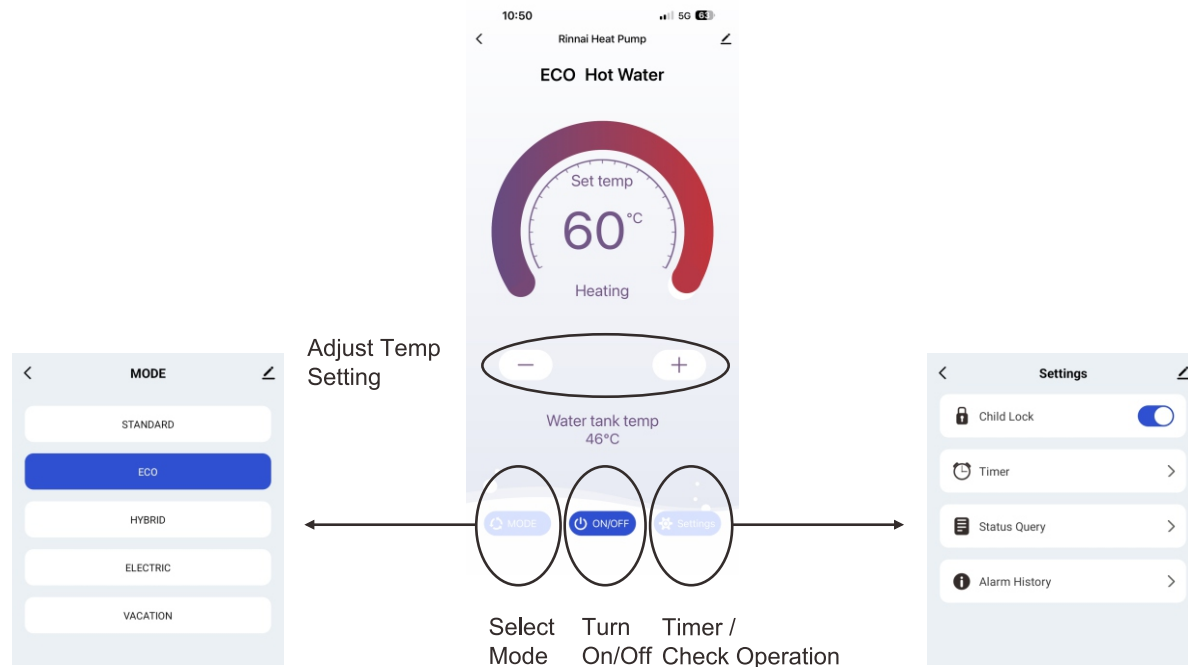 10:50
5G 63
Rinnai Heat Pump
ECO Hot Water
Set temp
60°C
Heating
Adjust Temp
Setting
Water tank temp
46°C
MODE
ON/OFF
Settings
Select
Mode
Turn
On/Off
Timer /
Check Operation
MODE
STANDARD
ECO
HYBRID
ELECTRIC
VACATION
Settings
Child Lock
Timer
Status Query
Alarm History